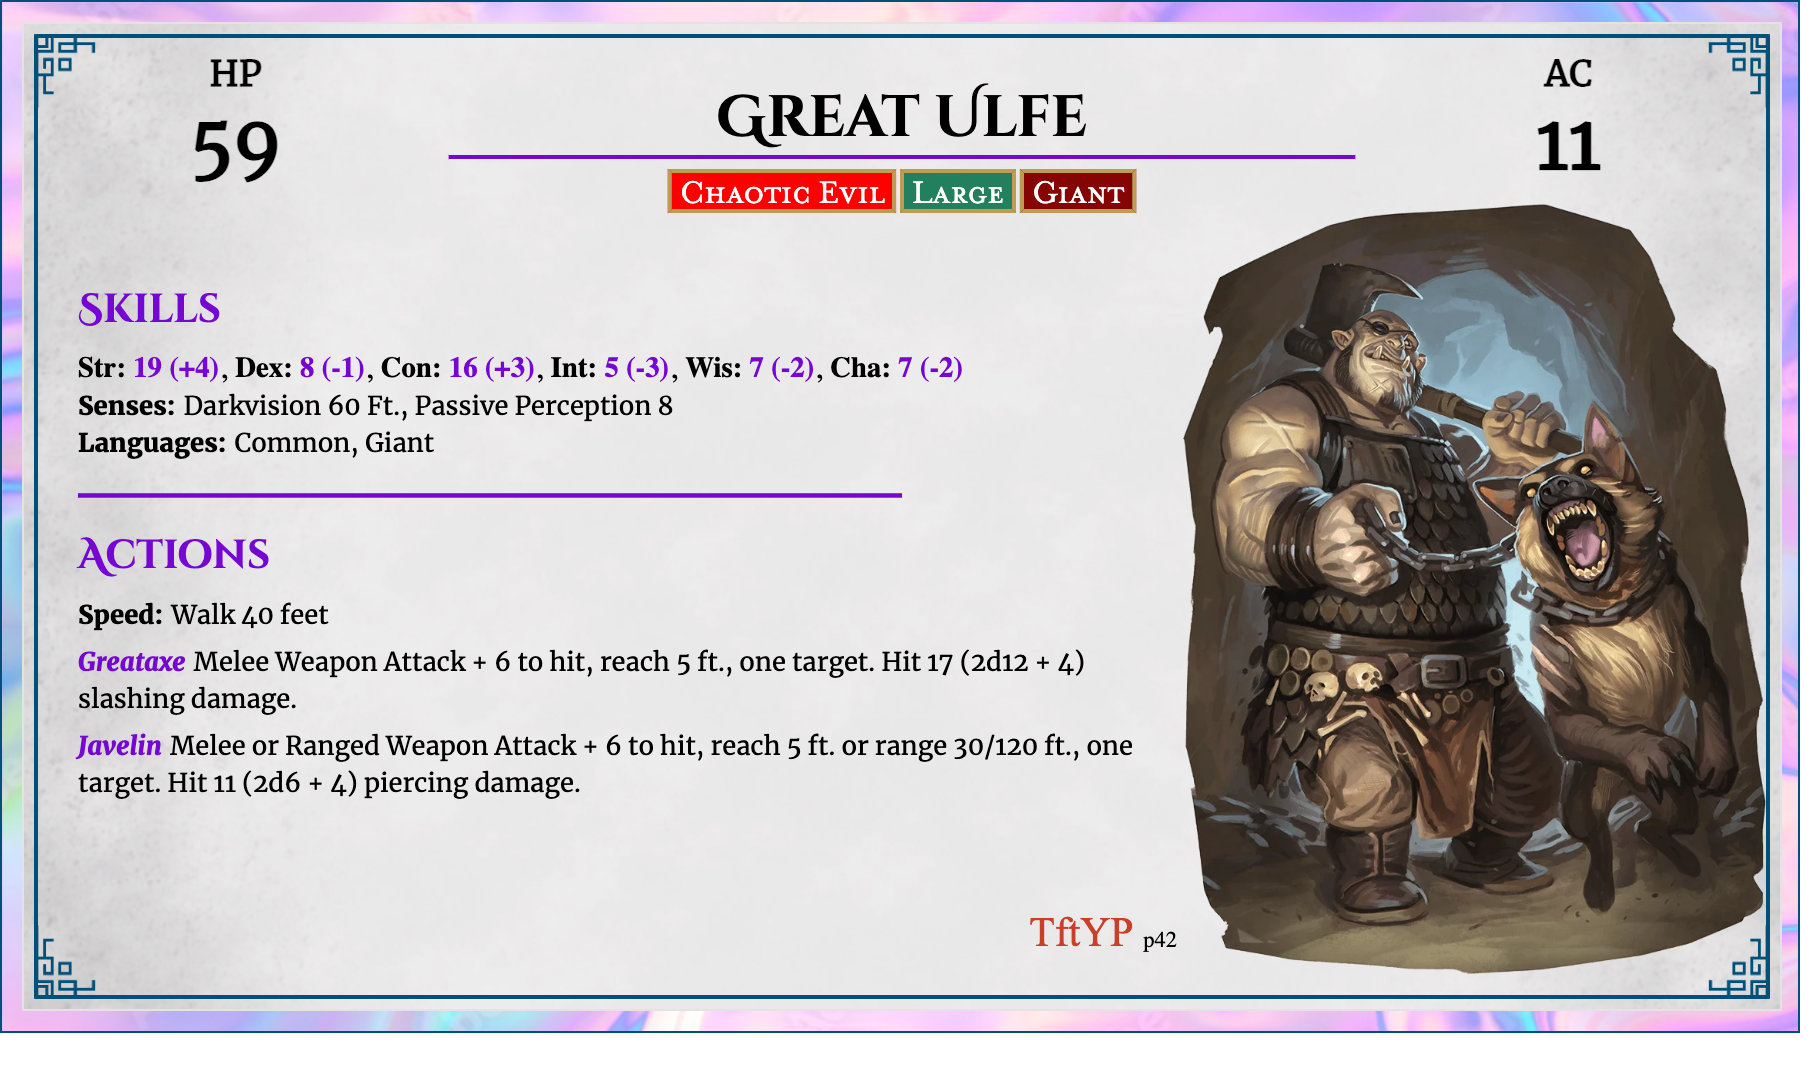 HP
59
Great Ulfe
AC
11
Chaotic Evil Large Giant
Skills
Str: 19 (+4), Dex: 8 (-1), Con: 16 (+3), Int: 5 (-3), Wis: 7 (-2), Cha: 7 (-2)
Senses: Darkvision 60 Ft., Passive Perception 8
Languages: Common, Giant
Actions
Speed: Walk 40 feet
Greataxe Melee Weapon Attack + 6 to hit, reach 5 ft., one target. Hit 17 (2d12 + 4)
slashing damage.
Javelin Melee or Ranged Weapon Attack + 6 to hit, reach 5 ft. or range 30/120 ft., one
target. Hit 11 (2d6 + 4) piercing damage.
TftYP p42